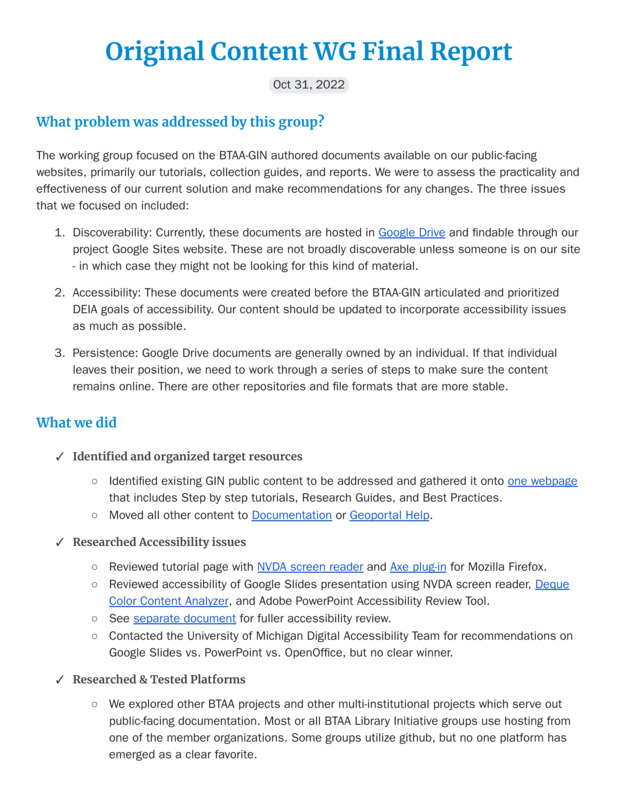 Original Content WG Final Report
Oct 31, 2022
What problem was addressed by this group?
The working group focused on the BTAA-GIN authored documents available on our public-facing
websites, primarily our tutorials, collection guides, and reports. We were to assess the practicality and
effectiveness of our current solution and make recommendations for any changes. The three issues
that we focused on included:
1. Discoverability: Currently, these documents are hosted in Google Drive and findable through our
project Google Sites website. These are not broadly discoverable unless someone is on our site
- in which case they might not be looking for this kind of material.
2. Accessibility: These documents were created before the BTAA-GIN articulated and prioritized
DEIA goals of accessibility. Our content should be updated to incorporate accessibility issues
as much as possible.
3. Persistence: Google Drive documents are generally owned by an individual. If that individual
leaves their position, we need to work through a series of steps to make sure the content
remains online. There are other repositories and file formats that are more stable.
What we did
✓ Identified and organized target resources
○ Identified existing GIN public content to be addressed and gathered it onto one webpage
that includes Step by step tutorials, Research Guides, and Best Practices.
○ Moved all other content to Documentation or Geoportal Help.
✓ Researched Accessibility issues
○ Reviewed tutorial page with NVDA screen reader and Axe plug-in for Mozilla Firefox.
○ Reviewed accessibility of Google Slides presentation using NVDA screen reader, Deque
Color Content Analyzer, and Adobe PowerPoint Accessibility Review Tool.
○ See separate document for fuller accessibility review.
○ Contacted the University of Michigan Digital Accessibility Team for recommendations on
Google Slides vs. PowerPoint vs. OpenOffice, but no clear winner.
✓ Researched & Tested Platforms
○ We explored other BTAA projects and other multi-institutional projects which serve out
public-facing documentation. Most or all BTAA Library Initiative groups use hosting from
one of the member organizations. Some groups utilize github, but no one platform has
emerged as a clear favorite.